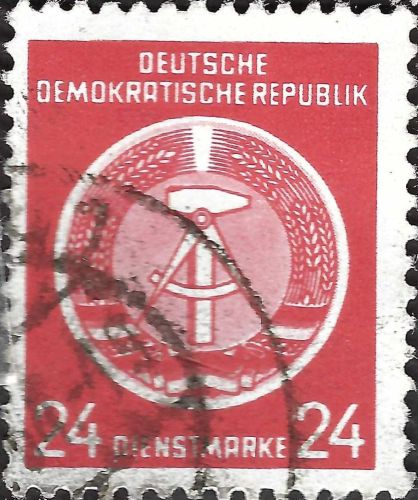 DEUTSCHE
DEMOKRATISCHE REPUBLIK
24 DIENSTMARKE 24